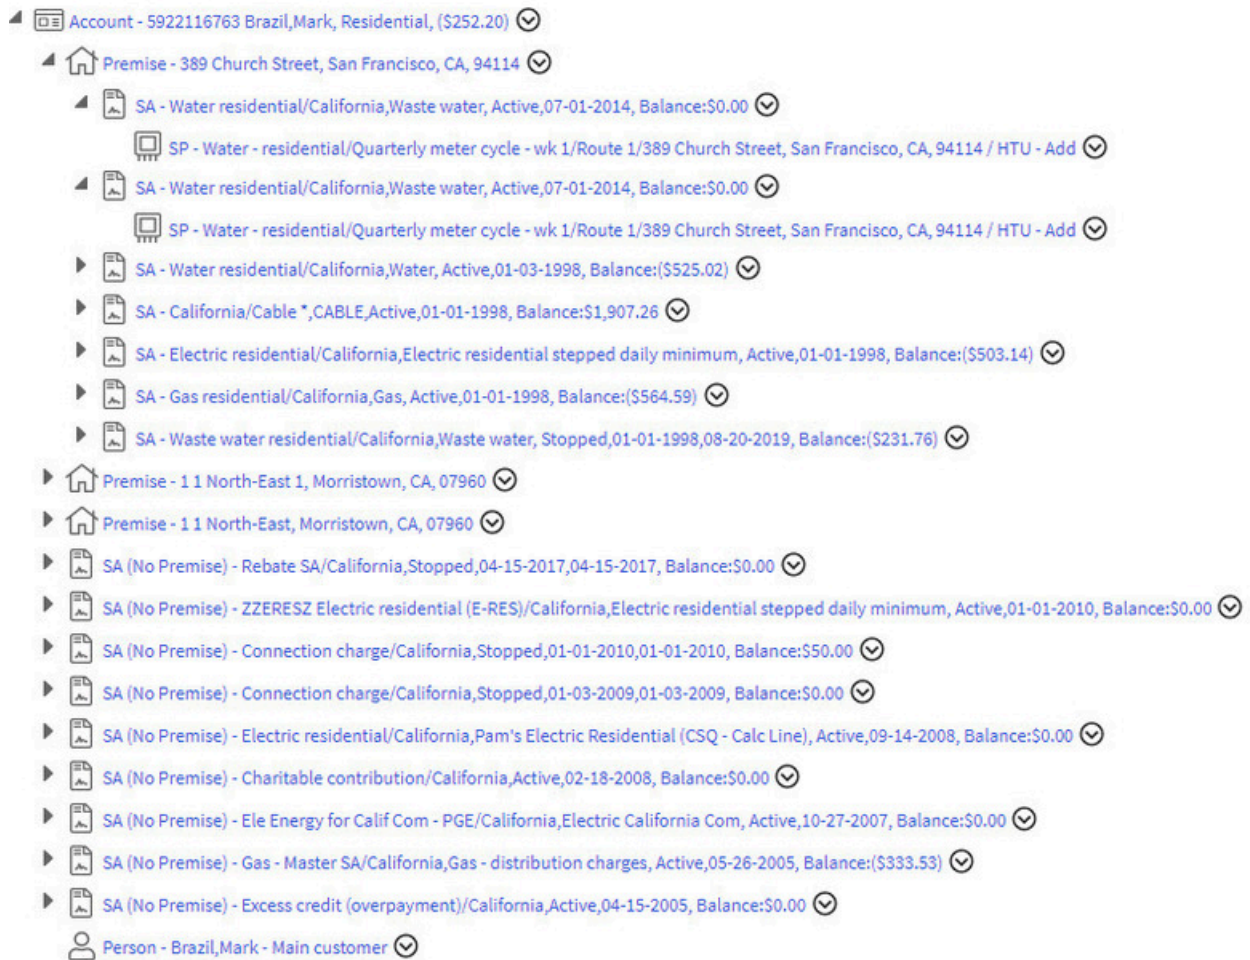 Account - 5922116763 Brazil,Mark, Residential, ($252.20)
Premise - 389 Church Street, San Francisco, CA, 94114
SA - Water residential/California,Waste water, Active,07-01-2014, Balance:$0.00
SP - Water - residential/Quarterly meter cycle - wk 1/Route 1/389 Church Street, San Francisco, CA, 94114 / HTU - Add
SA - Water residential/California,Waste water, Active,07-01-2014, Balance:$0.00
SP - Water - residential/Quarterly meter cycle - wk 1/Route 1/389 Church Street, San Francisco, CA, 94114 / HTU - Add
SA - Water residential/California,Water, Active,01-03-1998, Balance:($525.02)
SA - California/Cable *,CABLE,Active,01-01-1998, Balance:$1,907.26
SA - Electric residential/California,Electric residential stepped daily minimum, Active,01-01-1998, Balance:($503.14)
SA - Gas residential/California,Gas, Active,01-01-1998, Balance:($564.59)
SA - Waste water residential/California,Waste water, Stopped,01-01-1998,08-20-2019, Balance:($231.76)
Premise - 1 1 North-East 1, Morristown, CA, 07960
Premise - 1 1 North-East, Morristown, CA, 07960
SA (No Premise) - Rebate SA/California,Stopped,04-15-2017,04-15-2017, Balance:$0.00
SA (No Premise) - ZZERESZ Electric residential (E-RES)/California,Electric residential stepped daily minimum, Active,01-01-2010, Balance:$0.00
SA (No Premise) - Connection charge/California,Stopped,01-01-2010,01-01-2010, Balance:$50.00
SA (No Premise) - Connection charge/California,Stopped,01-03-2009,01-03-2009, Balance:$0.00
SA (No Premise) - Electric residential/California,Pam's Electric Residential (CSQ - Calc Line), Active,09-14-2008, Balance:$0.00
SA (No Premise) - Charitable contribution/California,Active,02-18-2008, Balance:$0.00
SA (No Premise) - Ele Energy for Calif Com - PGE/California,Electric California Com, Active,10-27-2007, Balance:$0.00
SA (No Premise) - Gas - Master SA/California,Gas - distribution charges, Active,05-26-2005, Balance:($333.53)
SA (No Premise) - Excess credit (overpayment)/California,Active,04-15-2005, Balance:$0.00
Person - Brazil,Mark - Main customer